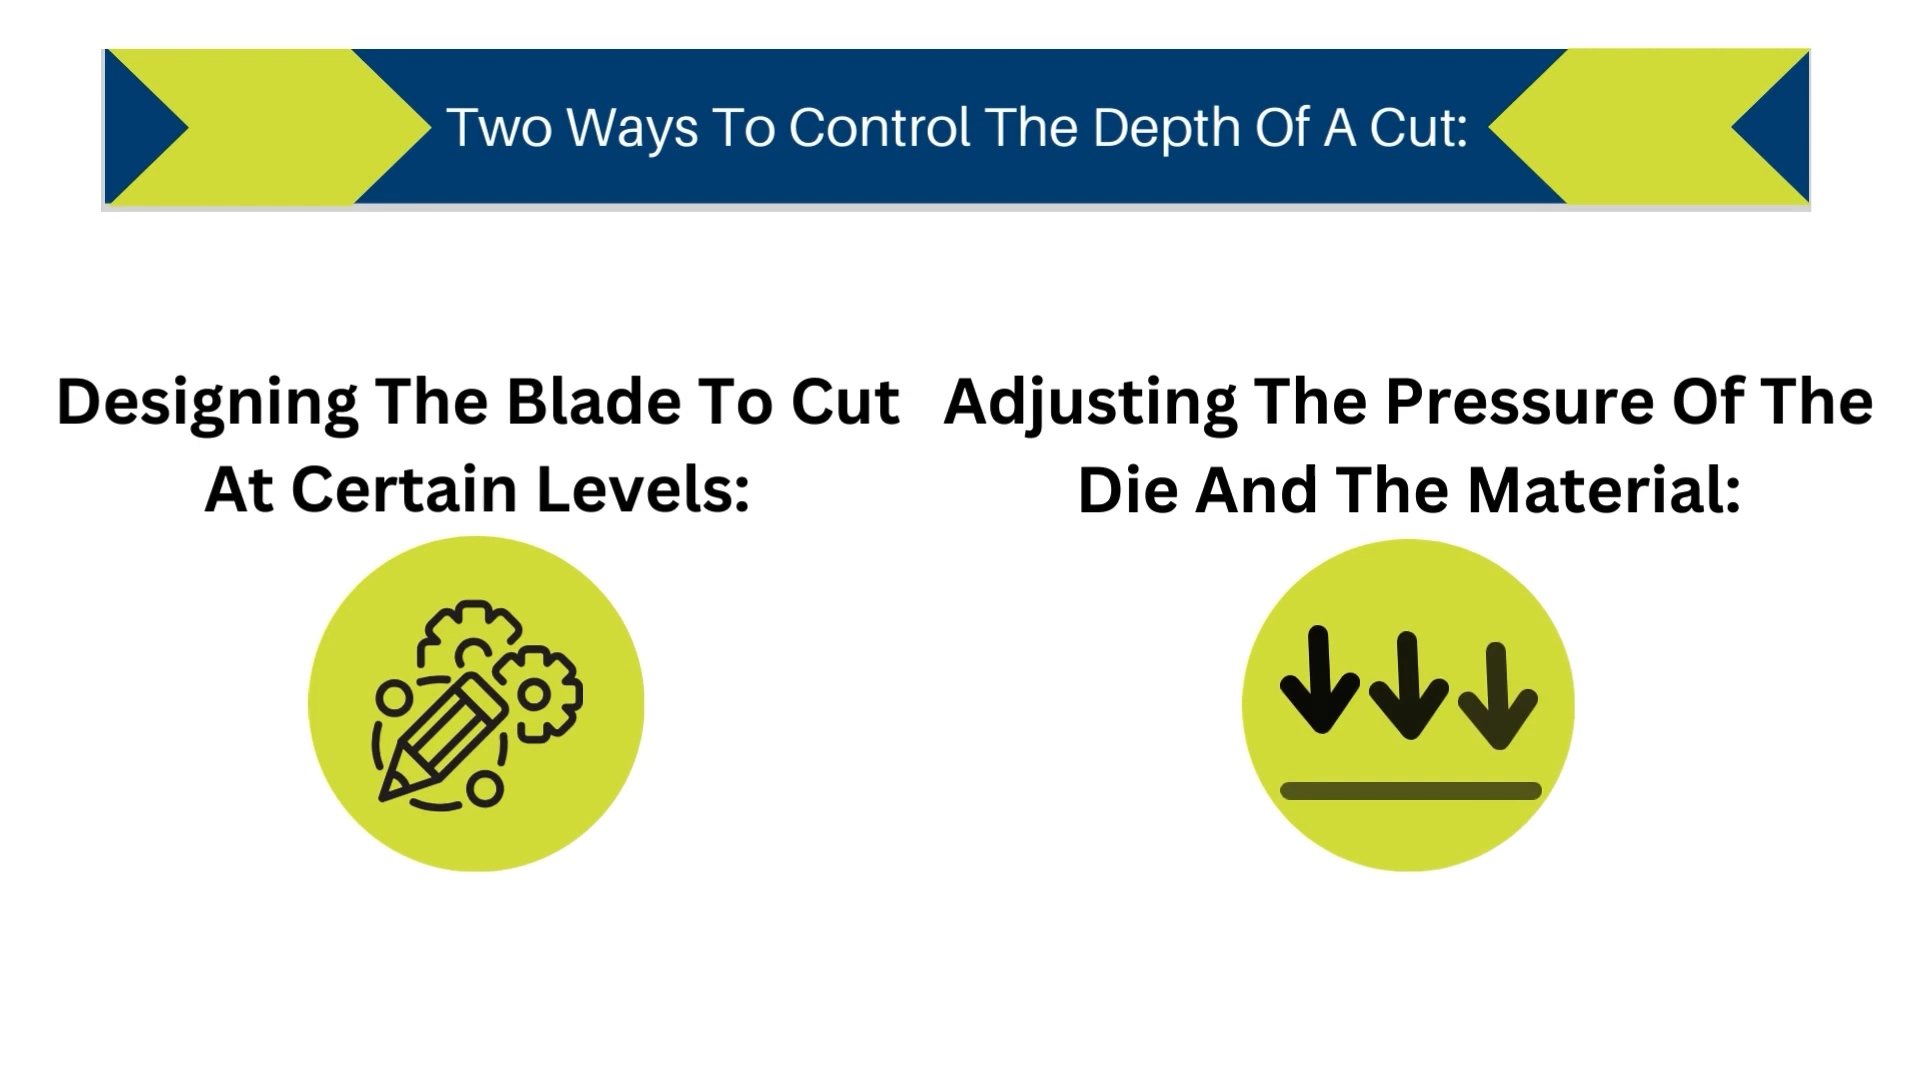 Two Ways To Control The Depth Of A Cut:
Designing The Blade To Cut
At Certain Levels:
Adjusting The Pressure Of The
Die And The Material: